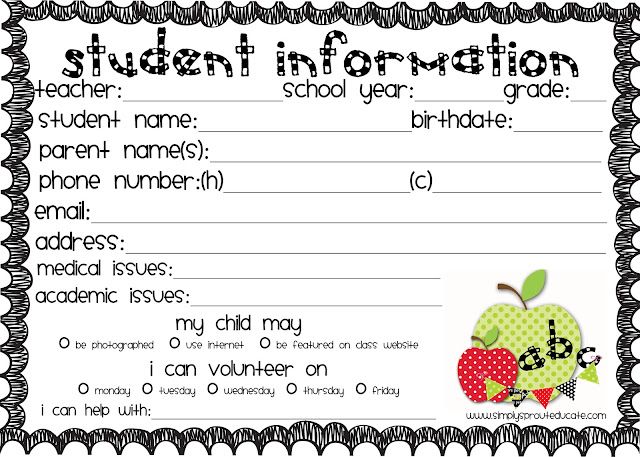 student information
teacher: school year: grade:
student name: birthdate:
parent name(s):
phone number:(h) (c)
email:
address:
medical issues:
academic issues:
my child may
be photographed use internet be featured on class website
i can volunteer on
monday tuesday wednesday thursday friday
i can help with:
abc
www.simplysprouteducate.com